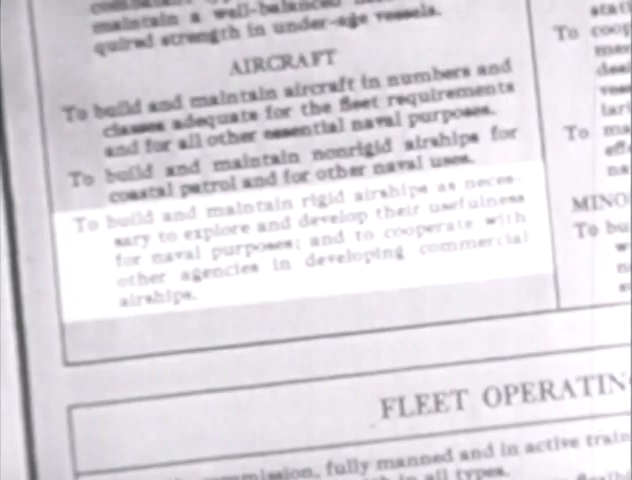 maintain a well-balanced
quired strength in under-age vessels.
AIRCRAFT
To build and maintain aircraft in numbers and
classes adequate for the fleet requirements
and for all other essential naval purposes.
To build and maintain nonrigid airships for
coastal patrol and for other naval uses.
To build and maintain rigid airships as neces-
sary to explore and develop their usefulness
for naval purposes; and to cooperate with
other agencies in developing commercial
airships.
To coop
To ma
MINO
To bu
FLEET OPERATIN
mission, fully manned and in active train
in all types.